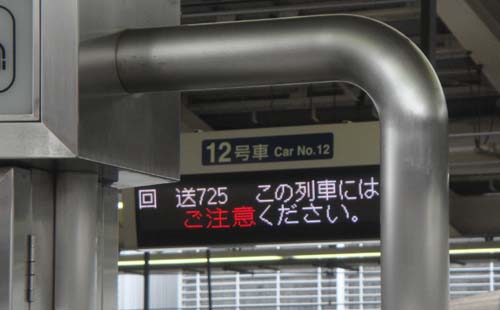 12号車 Car No.12
回 送725 この列車には
ご注意ください。